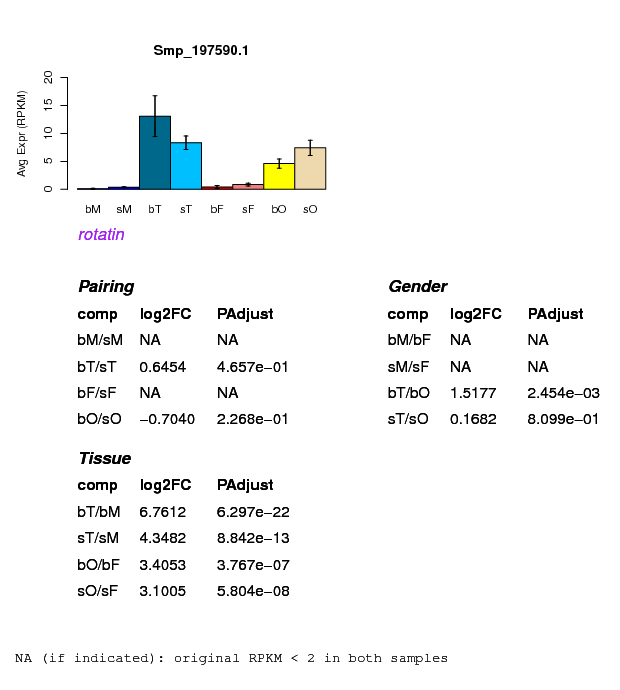 Smp_197590.1
Avg Expr (RPKM)
20
15
10
5
0
bM sM bT sT bF sF bO sO
rotatin
Pairing
comp log2FC PAdjust
bM/sM NA NA
bT/sT 0.6454 4.657e−01
bF/sF NA NA
bO/sO −0.7040 2.268e−01
Gender
comp log2FC PAdjust
bM/bF NA NA
sM/sF NA NA
bT/bO 1.5177 2.454e−03
sT/sO 0.1682 8.099e−01
Tissue
comp log2FC PAdjust
bT/bM 6.7612 6.297e−22
sT/sM 4.3482 8.842e−13
bO/bF 3.4053 3.767e−07
sO/sF 3.1005 5.804e−08
NA (if indicated): original RPKM < 2 in both samples